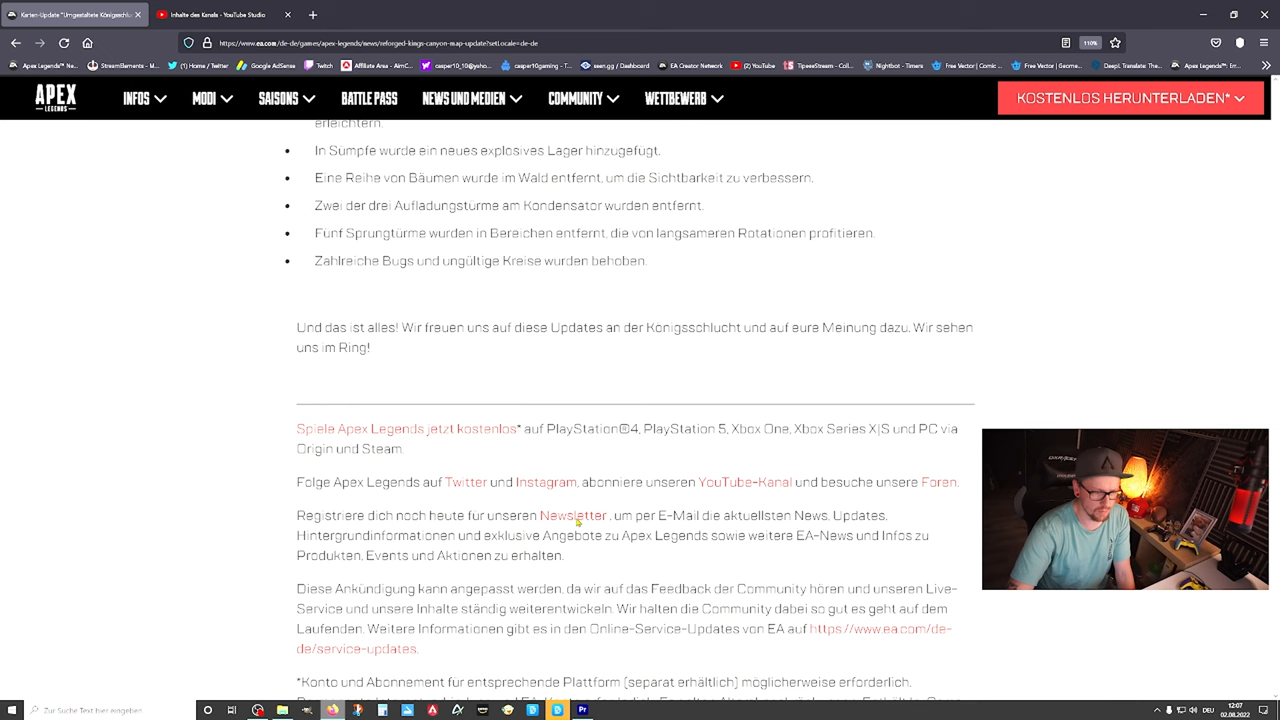 Karten-Update "Umgestaltete Königsschlu
Inhalte des Kanals - YouTube Studio
https://www.ea.com/de-de/games/apex-legends/news/reforged-kings-canyon-map-update?setLocale=de-de
110%
Apex Legends™ Ne...
StreamElements - M...
(1) Home / Twitter
Google AdSense
Twitch
Affiliate Area - AimC...
casper10_10@yahoo...
casper10gaming - T...
seen.gg / Dashboard
EA Creator Network
(1) YouTube
TipeeeStream - Coll...
Nightbot - Timers
Free Vector | Comic...
Free Vector | Geome...
DeepL Translate: The...
Apex Legends™: Em...
APEX
LEGENDS
INFOS
MODI
SAISONS
BATTLE PASS
NEWS UND MEDIEN
COMMUNITY
WETTBEWERB
KOSTENLOS HERUNTERLADEN*
erleichtern.
• In Sümpfe wurde ein neues explosives Lager hinzugefügt.
• Eine Reihe von Bäumen wurde im Wald entfernt, um die Sichtbarkeit zu verbessern.
• Zwei der drei Aufladungstürme am Kondensator wurden entfernt.
• Fünf Sprungtürme wurden in Bereichen entfernt, die von langsameren Rotationen profitieren.
• Zahlreiche Bugs und ungültige Kreise wurden behoben.
Und das ist alles! Wir freuen uns auf diese Updates an der Königsschlucht und auf eure Meinung dazu. Wir sehen
uns im Ring!
Spiele Apex Legends jetzt kostenlos* auf PlayStation®4, PlayStation 5, Xbox One, Xbox Series X|S und PC via
Origin und Steam.
Folge Apex Legends auf Twitter und Instagram, abonniere unseren YouTube-Kanal und besuche unsere Foren.
Registriere dich noch heute für unseren Newsletter , um per E-Mail die aktuellsten News, Updates,
Hintergrundinformationen und exklusive Angebote zu Apex Legends sowie weitere EA-News und Infos zu
Produkten, Events und Aktionen zu erhalten.
Diese Ankündigung kann angepasst werden, da wir auf das Feedback der Community hören und unseren Live-
Service und unsere Inhalte ständig weiterentwickeln. Wir halten die Community dabei so gut es geht auf dem
Laufenden. Weitere Informationen gibt es in den Online-Service-Updates von EA auf https://www.ea.com/de-
de/service-updates.
*Konto und Abonnement für entsprechende Plattform (separat erhältlich) möglicherweise erforderlich.
Zur Suche Text hier eingeben
DEU
12:07
02.08.2022